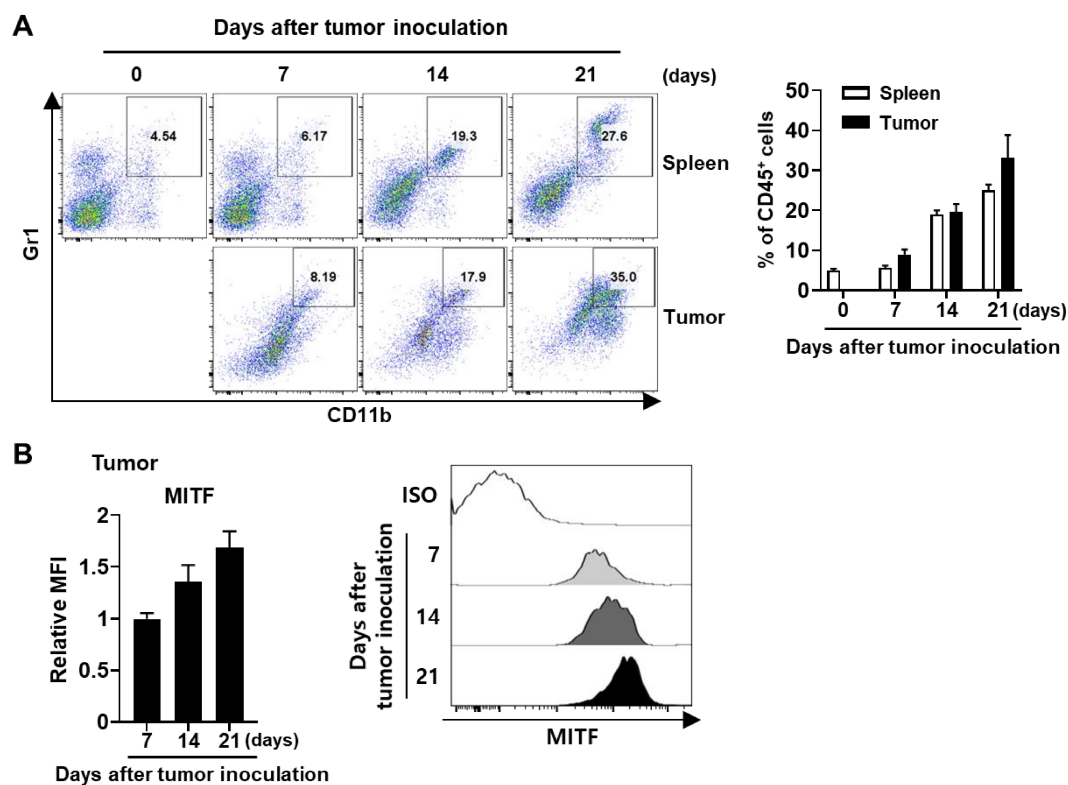 A
Days after tumor inoculation
0 7 14 21 (days)
4.54 6.17 19.3 27.6
Spleen
8.19 17.9 35.0
Tumor
Gr1
CD11b
50
40
30
20
10
0
% of CD45⁺ cells
Spleen
Tumor
0 7 14 21 (days)
Days after tumor inoculation
B
Tumor
MITF
2
1.5
1
0.5
0
Relative MFI
7 14 21 (days)
Days after tumor inoculation
ISO
7
14
21
Days after
tumor inoculation
MITF